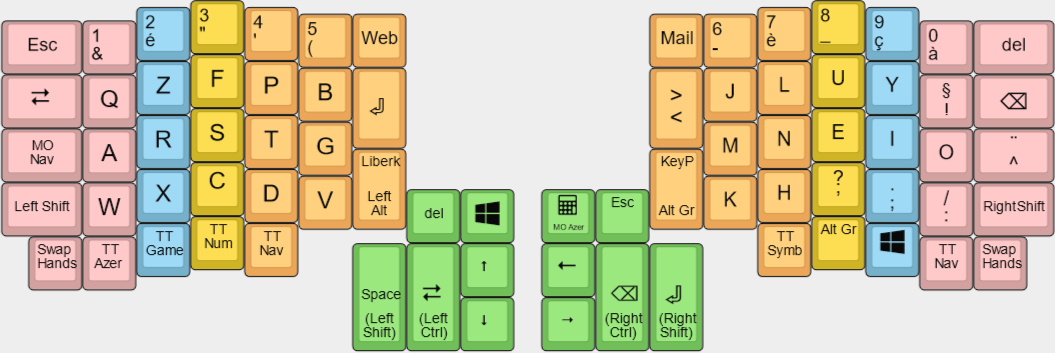 Esc 1 & 2 é 3 " 4 ' 5 ( Web
⇄ Q Z F P B ⏎
MO Nav A R S T G
Left Shift W X C D V Liberk Left Alt
Swap Hands TT Azer TT Game TT Num TT Nav
del
Space (Left Shift) ⇄ (Left Ctrl) ↑
↓
Mail 6 - 7 è 8 _ 9 ç 0 à del
> < J L U Y § ! ⌫
M N E I O ¨ ^
KeyP Alt Gr K H ? , . ; / : RightShift
TT Symb Alt Gr TT Nav Swap Hands
MO Azer Esc
← ⌫ (Right Ctrl) ⏎ (Right Shift)
→